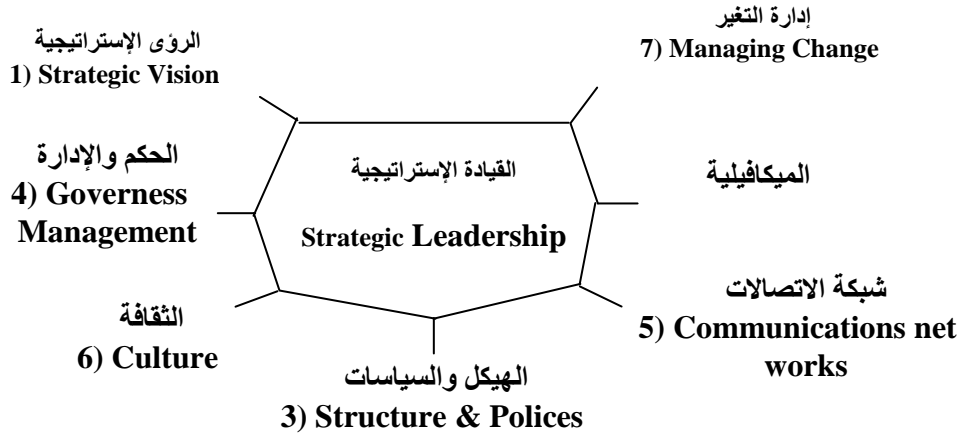 إدارة التغير
7) Managing Change
الرؤى الإستراتيجية
1) Strategic Vision
الحكم والإدارة
4) Governess
Management
القيادة الإستراتيجية
Strategic Leadership
الميكافيلية
شبكة الاتصالات
5) Communications net
works
الثقافة
6) Culture
الهيكل والسياسات
3) Structure & Polices